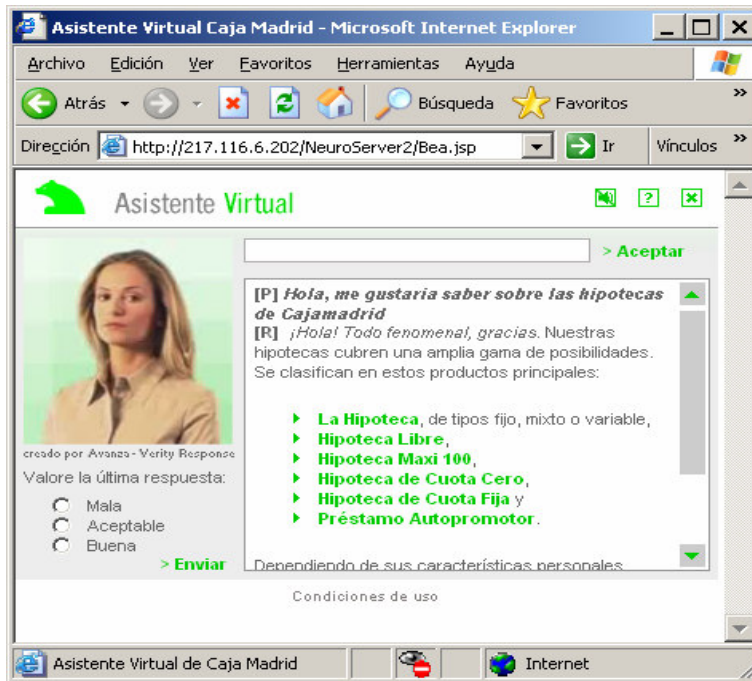 Asistente Virtual Caja Madrid - Microsoft Internet Explorer
Archivo Edición Ver Favoritos Herramientas Ayuda
Atrás Búsqueda Favoritos »
Dirección http://217.116.6.202/NeuroServer2/Bea.jsp Ir Vínculos »
Asistente Virtual
> Aceptar
[P] Hola, me gustaria saber sobre las hipotecas
de Cajamadrid
[R] ¡Hola! Todo fenomenal, gracias. Nuestras
hipotecas cubren una amplia gama de posibilidades.
Se clasifican en estos productos principales:
La Hipoteca, de tipos fijo, mixto o variable,
Hipoteca Libre,
Hipoteca Maxi 100,
Hipoteca de Cuota Cero,
Hipoteca de Cuota Fija y
Préstamo Autopromotor.
Dependiendo de sus características personales
creado por Avanza - Verity Response
Valore la última respuesta:
Mala
Aceptable
Buena
> Enviar
Condiciones de uso
Asistente Virtual de Caja Madrid Internet